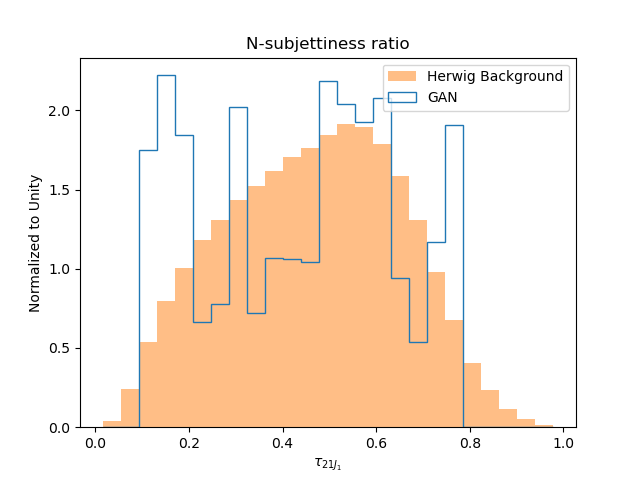 N-subjettiness ratio
Herwig Background
GAN
Normalized to Unity
2.0
1.5
1.0
0.5
0.0
0.0 0.2 0.4 0.6 0.8 1.0
τ₂₁J₁